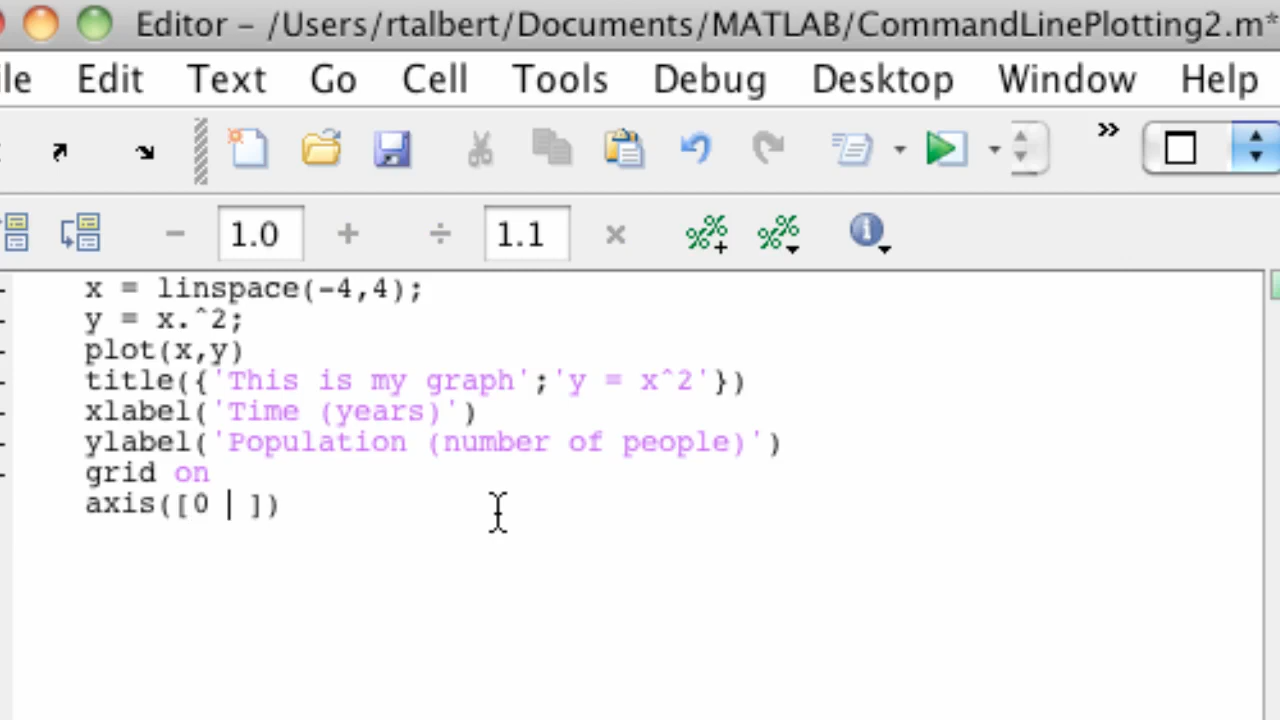 Editor – /Users/rtalbert/Documents/MATLAB/CommandLinePlotting2.m*
ile Edit Text Go Cell Tools Debug Desktop Window Help
»
− 1.0 + ÷ 1.1 ×
x = linspace(-4,4);
y = x.^2;
plot(x,y)
title({'This is my graph';'y = x^2'})
xlabel('Time (years)')
ylabel('Population (number of people)')
grid on
axis([0  ])